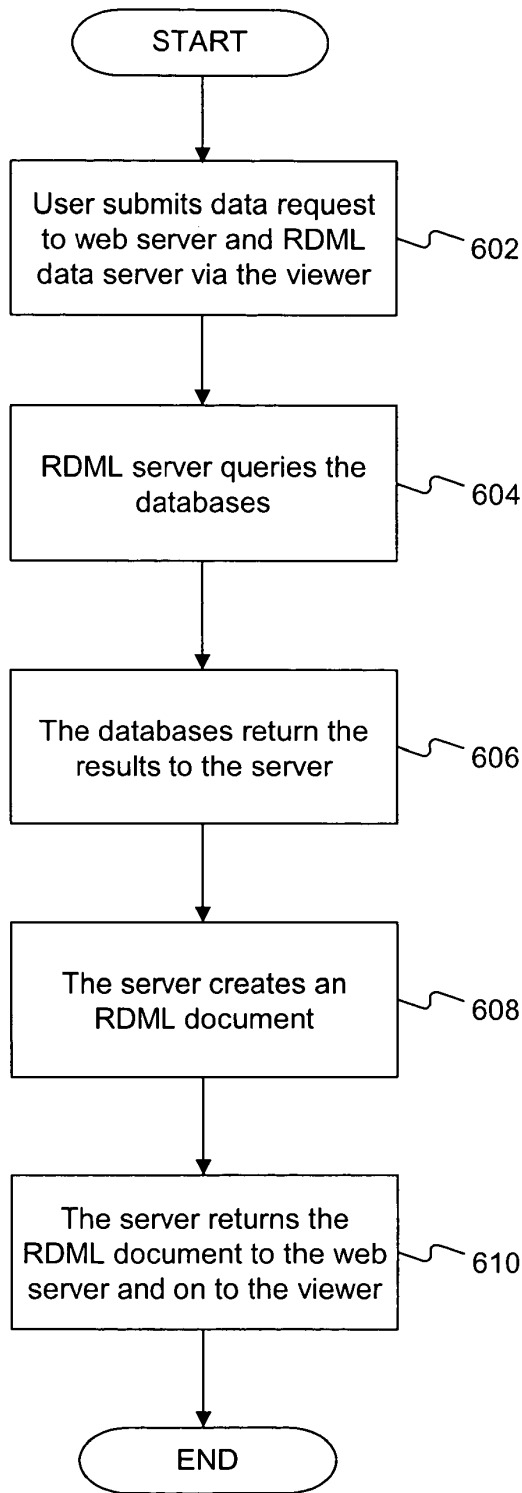 START
User submits data request
to web server and RDML
data server via the viewer
602
RDML server queries the
databases
604
The databases return the
results to the server
606
The server creates an
RDML document
608
The server returns the
RDML document to the web
server and on to the viewer
610
END